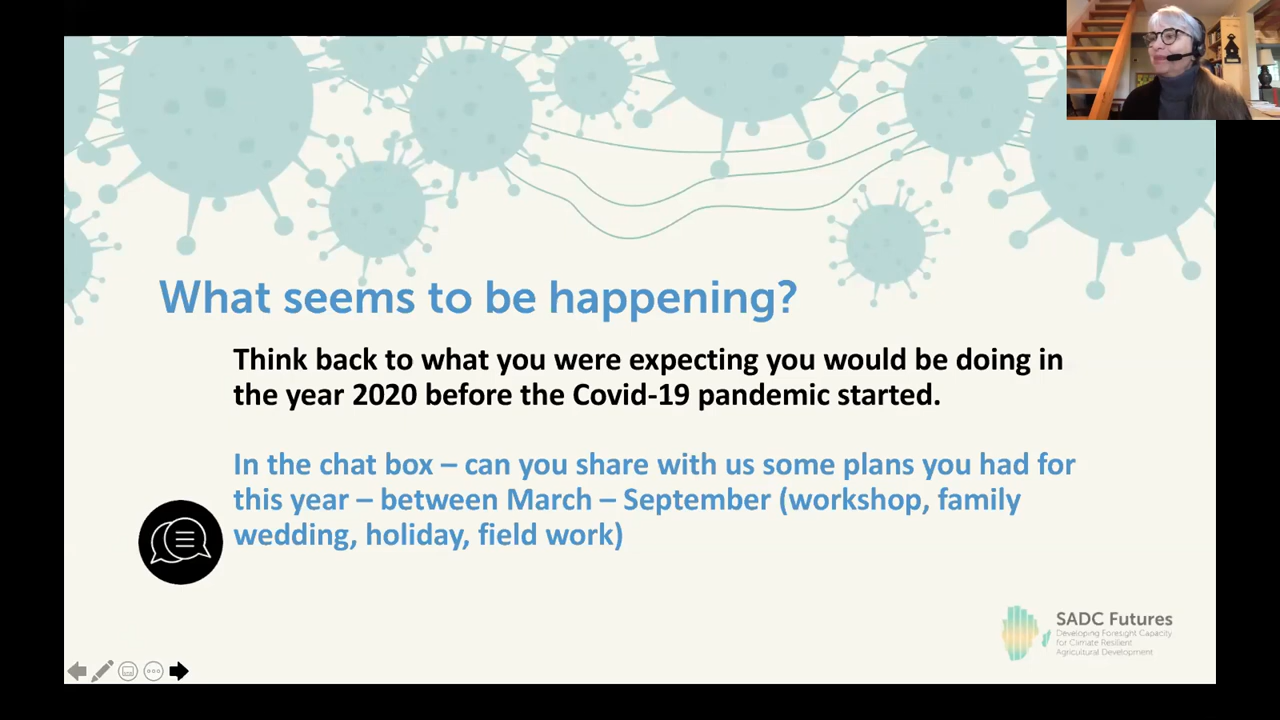 What seems to be happening?
Think back to what you were expecting you would be doing in
the year 2020 before the Covid-19 pandemic started.
In the chat box – can you share with us some plans you had for
this year – between March – September (workshop, family
wedding, holiday, field work)
SADC Futures
Developing Foresight Capacity
for Climate Resilient
Agricultural Development